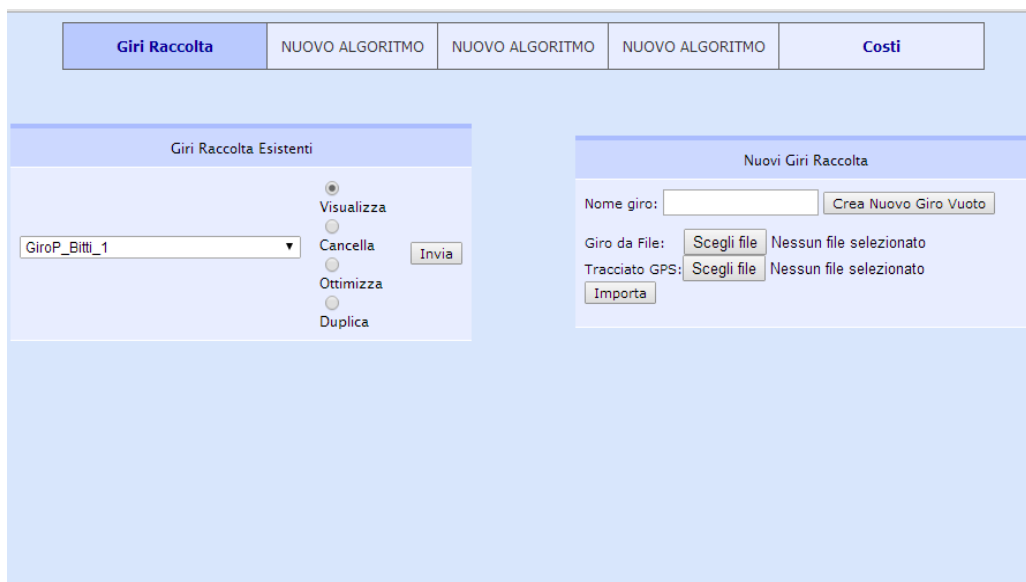 Giri Raccolta NUOVO ALGORITMO NUOVO ALGORITMO NUOVO ALGORITMO Costi
Giri Raccolta Esistenti
GiroP_Bitti_1
Visualizza
Cancella
Ottimizza
Duplica
Invia
Nuovi Giri Raccolta
Nome giro: Crea Nuovo Giro Vuoto
Giro da File: Scegli file Nessun file selezionato
Tracciato GPS: Scegli file Nessun file selezionato
Importa